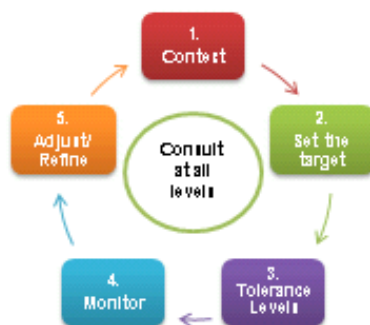 1.
Context
2.
Set the
target
3.
Tolerance
Levels
4.
Monitor
5.
Adjust/
Refine
Consult
at all
levels